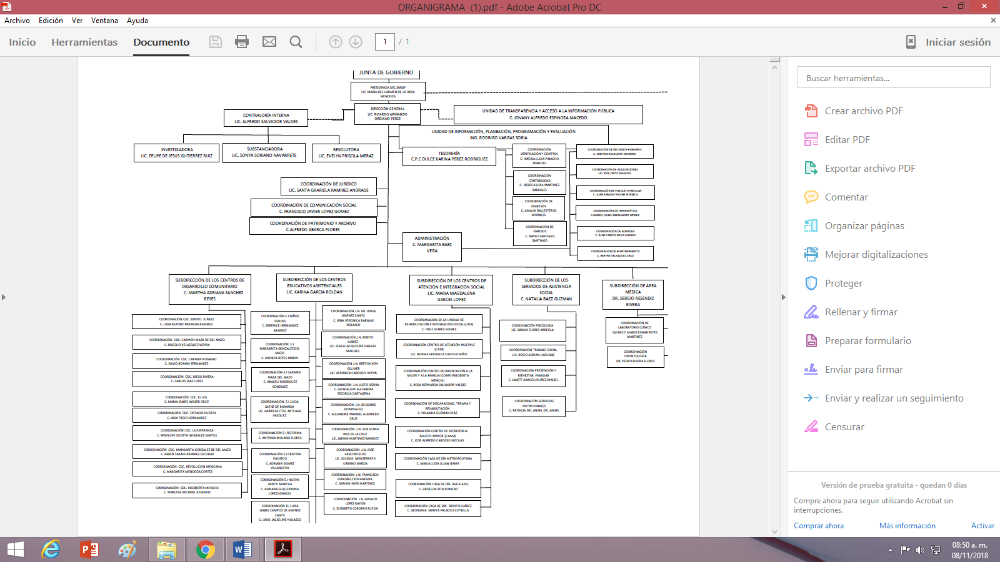 ORGANIGRAMA (1).pdf - Adobe Acrobat Pro DC
Archivo Edición Ver Ventana Ayuda
Inicio Herramientas Documento 1 / 1 Iniciar sesión
JUNTA DE GOBIERNO
PRESIDENCIA DEL SMDIF
LIC. MARIA DEL CARMEN DE LA ROSA
MENDOZA
DIRECCIÓN GENERAL
LIC. RICARDO ARMANDO
ORDIANO PEREZ
CONTRALORÍA INTERNA
LIC. ALFREDO SALVADOR VALDES
UNIDAD DE TRANSPARENCIA Y ACCESO A LA INFORMACION PÚBLICA
C. JOVANY ALFREDO ESPINOZA MACEDO
UNIDAD DE INFORMACIÓN, PLANEACIÓN, PROGRAMACIÓN Y EVALUACIÓN
ING. RODRIGO VARGAS SORIA
INVESTIGADORA
LIC. FELIPE DE JESUS GUTIERREZ RUIZ
SUBSTANCIADORA
LIC. SONYA SORIANO NAVARRETE
RESOLUTORA
LIC. EVELYN PRISCILA MERAZ
TESORERÍA
C.P.C DULCE KARINA PEREZ RODRIGUEZ
COORDINACIÓN
VERIFICACIÓN Y CONTROL
C. IMELDA LUCIA PINACHO
PINACHO
COORDINACIÓN
CONTABILIDAD
C. REBECA LIDIA MARTINEZ
BARRALES
COORDINACIÓN DE
INGRESOS
C. AMALIA BALLESTEROS
MORALES
COORDINACIÓN DE
EGRESOS
C. NAYELI SANTIAGO
SANTIAGO
COORDINACIÓN DE RECURSOS HUMANOS
C. CRISTINA BALBUENA NAVARRO
COORDINACIÓN DE ADQUISICIONES
LIC. JOSE ORTIZ FRAGOSO
COORDINACIÓN DE PARQUE VEHICULAR
C. JUAN RAMON TROCHE FONSECA
COORDINACIÓN DE INFORMÁTICA
C.MARIEL QUIMI HERNANDEZ WISSER
COORDINACIÓN DE ALMACEN
C. JUAN CARLOS NAVA SALINAS
COORDINACIÓN DE MANTENIMIENTO
C. BERTHA VELAZQUEZ CRUZ
COORDINACIÓN DE JURÍDICO
LIC. SANTA GRARIELA RAMIREZ ANDRADE
COORDINACIÓN DE COMUNICACIÓN SOCIAL
C. FRANCISCO JAVIER LOPEZ GOMEZ
COORDINACIÓN DE PATRIMONIO Y ARCHIVO
C.ALFREDO ABARCA FLORES
ADMINISTRACIÓN
C. MARGARITA BAEZ
VEGA
SUBDIRECCIÓN DE LOS CENTROS DE
DESARROLLO COMUNITARIO
C. MARTHA ADRIANA SANCHEZ
REYES
SUBDIRECCIÓN DE LOS CENTROS
EDUCATIVOS ASISTENCIALES
LIC. KARINA GARCIA ROLDAN
SUBDIRECCIÓN DE LOS CENTROS DE
ATENCION E INTEGRACION SOCIAL
LIC. MARIA MAGDALENA
GARCES LOPEZ
SUBDIRECCIÓN DE LOS
SERVICIOS DE ASISTENCIA
SOCIAL
C. NATALIA BAEZ GUZMAN
SUBDIRECCIÓN DE ÁREA
MÉDICA
DR. SERGIO RESENDIZ
RIVERA
COORDINACIÓN CDC. BENITO JUÁREZ
C. LIDIA BEATRIZ MIRANDA RAMIREZ
COORDINACIÓN CDC. CARMEN MAZA DE DEL MAZO
C. ROGELIO VELAZQUEZ VIEYRA
COORDINACIÓN CDC. CARMEN ROMANO
C. DAVID ROMAN FERNANDEZ
COORDINACIÓN CDC. DIEGO RIVERA
C. CARLOS DIAZ LOPEZ
COORDINACIÓN CDC. EL SOL
C. MARIA ISABEL WISSER CRUZ
COORDINACIÓN CDC. EPITACIO HUERTA
C. AIDA TREJO HERNANDEZ
COORDINACIÓN CDC. LA ESPERANZA
C. PENELOPE ELIDETH GONZALEZ SANTOS
COORDINACIÓN CDC. MARGARITA GONZALEZ DE DEL MAZO
C. KAREN SARAHI RAMIREZ ESCOBAR
COORDINACIÓN CDC. REVOLUCION MEXICANA
C. MARGARITA MENDOZA CORTES
COORDINACIÓN CDC. RIGOBERTA MENCHÚ
C. MARLENE BECERRIL RESENDIZ
COORDINACIÓN E.I NIÑOS
HEROES
C. BERENICE HERNANDEZ
RAMIREZ
COORDINACIÓN E.I
MARGARITA GONZALEZ DEL
MAZO
C. MONICA REYES MARIN
COORDINACIÓN E.I CARMEN
MAZA DEL MAZO
C. ARACELI RODRIGUEZ
GONZALEZ
COORDINACIÓN E.I LUCIA
SAENZ DE BARANDA
LIC. GABRIELA ITZEL ARTEAGA
VAZQUEZ
COORDINACIÓN E.I REFORMA
C. ANTONIA MOLANO FLORES
COORDINACIÓN E.I CRISTINA
PACHECO
C. ADRIANA GOMEZ
VILLANUEVA
COORDINACIÓN E.I NUEVA
SANTA MARTHA
C. ADRIANA GUILLERMINA
LOPEZ IGNACIO
COORDINACIÓN EI. LUISA
ISABEL CAMPOS DE JIMENEZ
CANTÚ
C. LIRIO JACKELINE NOLASCO
COORDINACIÓN J.N. DR. JORGE
JIMENEZ CANTÚ
C. GINA VERONICA BARAJAS
NOLASCO
COORDINACIÓN J.N. BENITO
JUÁREZ
LIC. JESICA JACQUELINE VARGAS
SANCHEZ
COORDINACIÓN J.N. BERTHA VON
GLUMER
LIC. VERONICA CARDOSO HOYOS
COORDINACIÓN J.N. JUSTO SIERRA
C. GUADALUPE ALEJANDRA
ESCORCIA CARTAGENA
COORDINACIÓN J.N. BELISARIO
DOMINGUEZ
C. ALEJANDRA MARIBEL GUERRERO
CRUZ
COORDINACIÓN J.N. SOR JUANA
INES DE LA CRUZ
LIC. JAZMIN MARTINEZ RAMIREZ
COORDINACIÓN J.N. JOSE
VASCONCELOS
LIC. SULEMA MONSERRATH
URBANO GARCIA
COORDINACIÓN J.N. FRANCISCO
GONZÁLEZ BOCANEGRA
C. MIRIAM MIER MARTINEZ
COORDINACIÓN J.N. IGNACIO
LÓPEZ RAYÓN
C. ELIZABETH CORDERO RUEDA
COORDINACIÓN DE LA UNIDAD DE
REHABILITACIÓN E INTEGRACIÓN SOCIAL (URIS)
C. CRUZ JUAREZ GOMEZ
COORDINACIÓN CENTRO DE ATENCIÓN MÚLTIPLE
(CAM)
LIC. NORMA VERONICA CASTILLO NIÑO
COORDINACIÓN CENTRO DE ORIENTACIÓN A LA
MUJER Y A LA FAMILIA (COMF) RIGOBERTA
MENCHU
C. ROSA BERNARDA SALVADOR VALDES
COORDINACIÓN DE DISCAPACIDAD, TERAPIA Y
REHABILITACIÓN
C. YOLANDA GUZMAN DIAZ
COORDINACIÓN CENTRO DE ATENCIÓN AL
ADULTO MAYOR (CAAM)
C. JOSE ALFREDO CARDOSO NICOLAS
COORDINACIÓN CASA DE DÍA METROPOLITANA
C. MARIA LUISA LUJAN GAMA
COORDINACIÓN CASA DE DÍA AGUA AZUL
C. GRISELDA PITA ROMERO
COORDINACIÓN CASA DE DÍA BENITO JUÁREZ
C. GEORGINA MIREYA PALACIOS ESTRELLA
COORDINACIÓN PSICOLOGIA
LIC. SARAHI FLORES ARREOLA
COORDINACIÓN TRABAJO SOCIAL
LIC. ROCIO ADRIAN LAGUNAS
COORDINACIÓN PREVENCIÓN Y
BIENESTAR FAMILIAR
C. JANETT ARACELI NUÑEZ MACIEL
COORDINACIÓN SERVICIOS
NUTRICIONALES
C. PATRICIA DEL ANGEL DEL ANGEL
COORDINACIÓN DE
LABORATORIO CLÍNICO
QUIMICO MARIO EDGAR REYES
MARTINEZ
COORDINACIÓN
ODONTOLOGÍA
DR. PEDRO RIVERA FLORES
Buscar herramientas...
Crear archivo PDF
Editar PDF
Exportar archivo PDF
Comentar
Organizar páginas
Mejorar digitalizaciones
Proteger
Rellenar y firmar
Preparar formulario
Enviar para firmar
Enviar y realizar un seguimiento
Censurar
Versión de prueba gratuita - quedan 0 días
Compre ahora para seguir utilizando Acrobat sin
interrupciones.
Comprar ahora Más información Activar
08:50 a. m.
08/11/2018